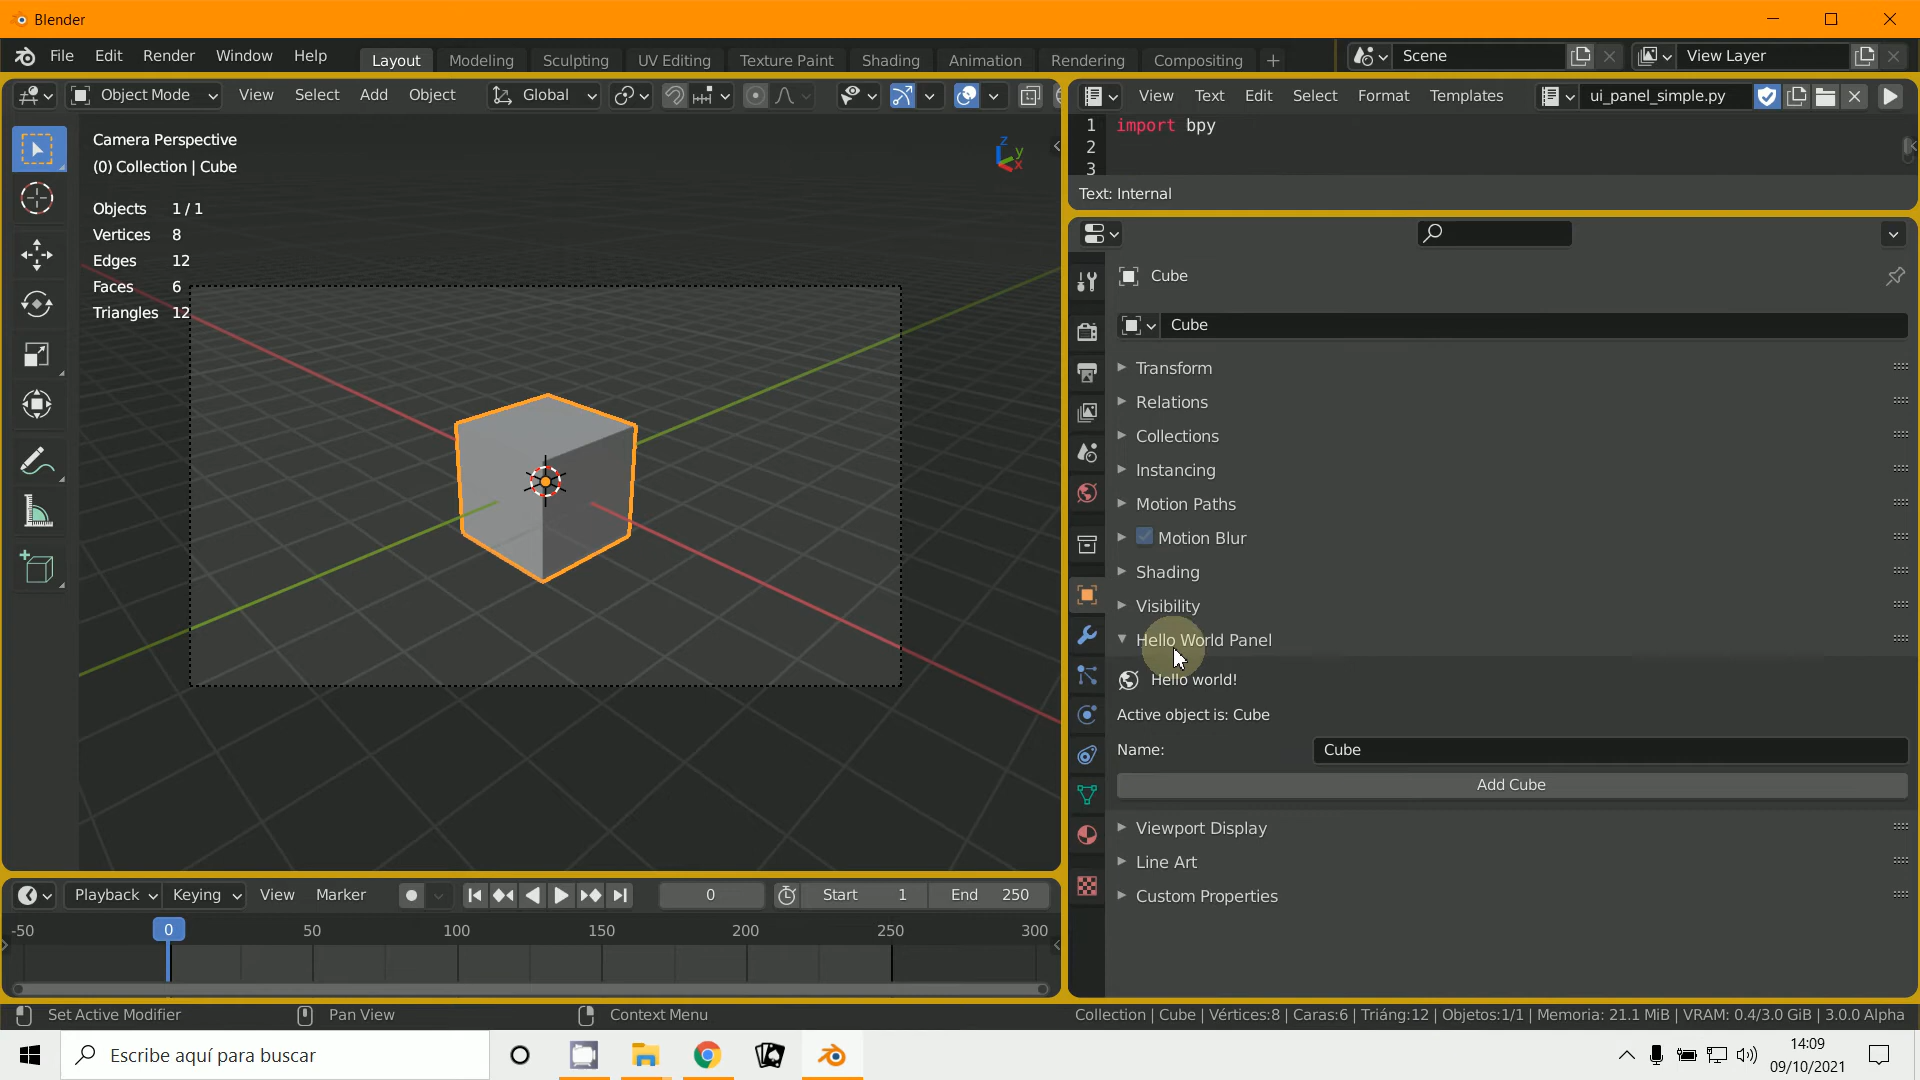 Blender
File Edit Render Window Help Layout Modeling Sculpting UV Editing Texture Paint Shading Animation Rendering Compositing + Scene View Layer
Object Mode View Select Add Object Global
View Text Edit Select Format Templates ui_panel_simple.py
Camera Perspective
(0) Collection | Cube
Objects 1/1
Vertices 8
Edges 12
Faces 6
Triangles 12
Z
Y
X
1 import bpy
2
3
Text: Internal
Cube
Cube
Transform
Relations
Collections
Instancing
Motion Paths
Motion Blur
Shading
Visibility
Hello World Panel
Hello world!
Active object is: Cube
Name: Cube
Add Cube
Viewport Display
Line Art
Custom Properties
Playback Keying View Marker 0 Start 1 End 250
-50 0 50 100 150 200 250 300
Set Active Modifier Pan View Context Menu Collection | Cube | Vértices:8 | Caras:6 | Triáng:12 | Objetos:1/1 | Memoria: 21.1 MiB | VRAM: 0.4/3.0 GiB | 3.0.0 Alpha
Escribe aquí para buscar
14:09
09/10/2021